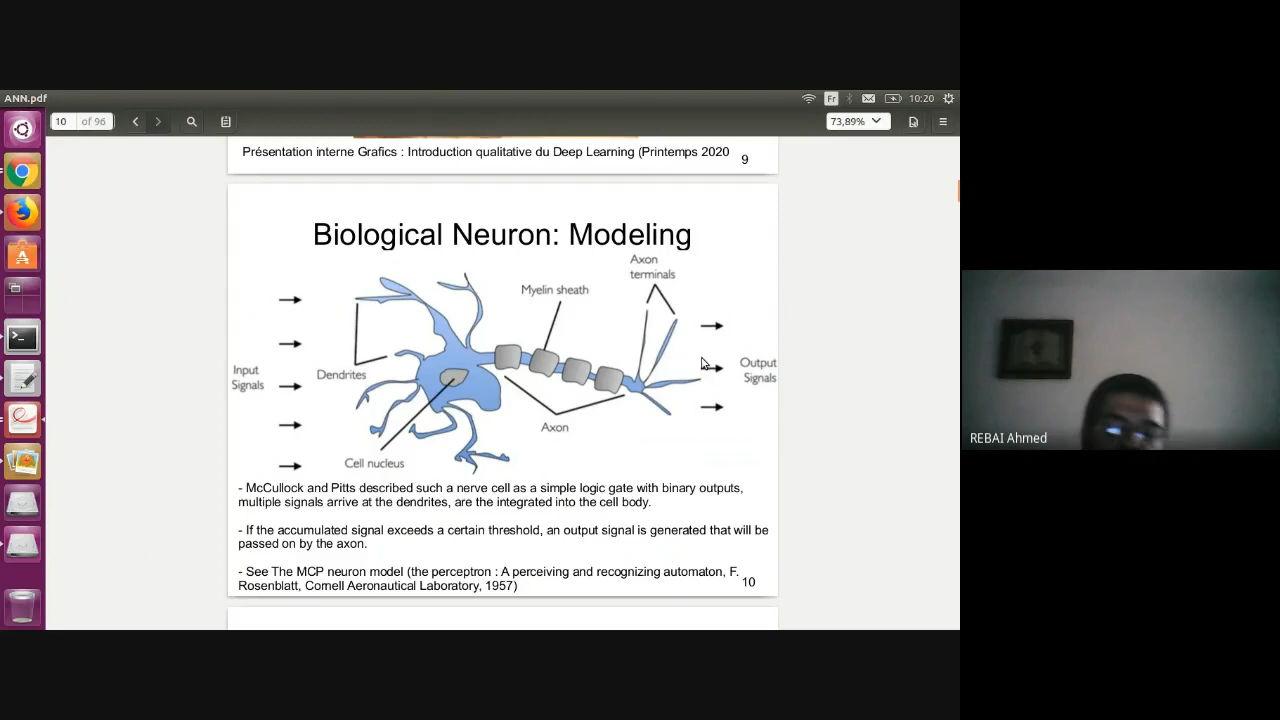 ANN.pdf
Fr
10:20
10 of 96
73,89%
Présentation interne Grafics : Introduction qualitative du Deep Learning (Printemps 2020
9
Biological Neuron: Modeling
Axon
terminals
Myelin sheath
Input
Signals
Dendrites
Output
Signals
Axon
Cell nucleus
- McCullock and Pitts described such a nerve cell as a simple logic gate with binary outputs,
multiple signals arrive at the dendrites, are the integrated into the cell body.
- If the accumulated signal exceeds a certain threshold, an output signal is generated that will be
passed on by the axon.
- See The MCP neuron model (the perceptron : A perceiving and recognizing automaton, F.
Rosenblatt, Cornell Aeronautical Laboratory, 1957)
10
REBAI Ahmed